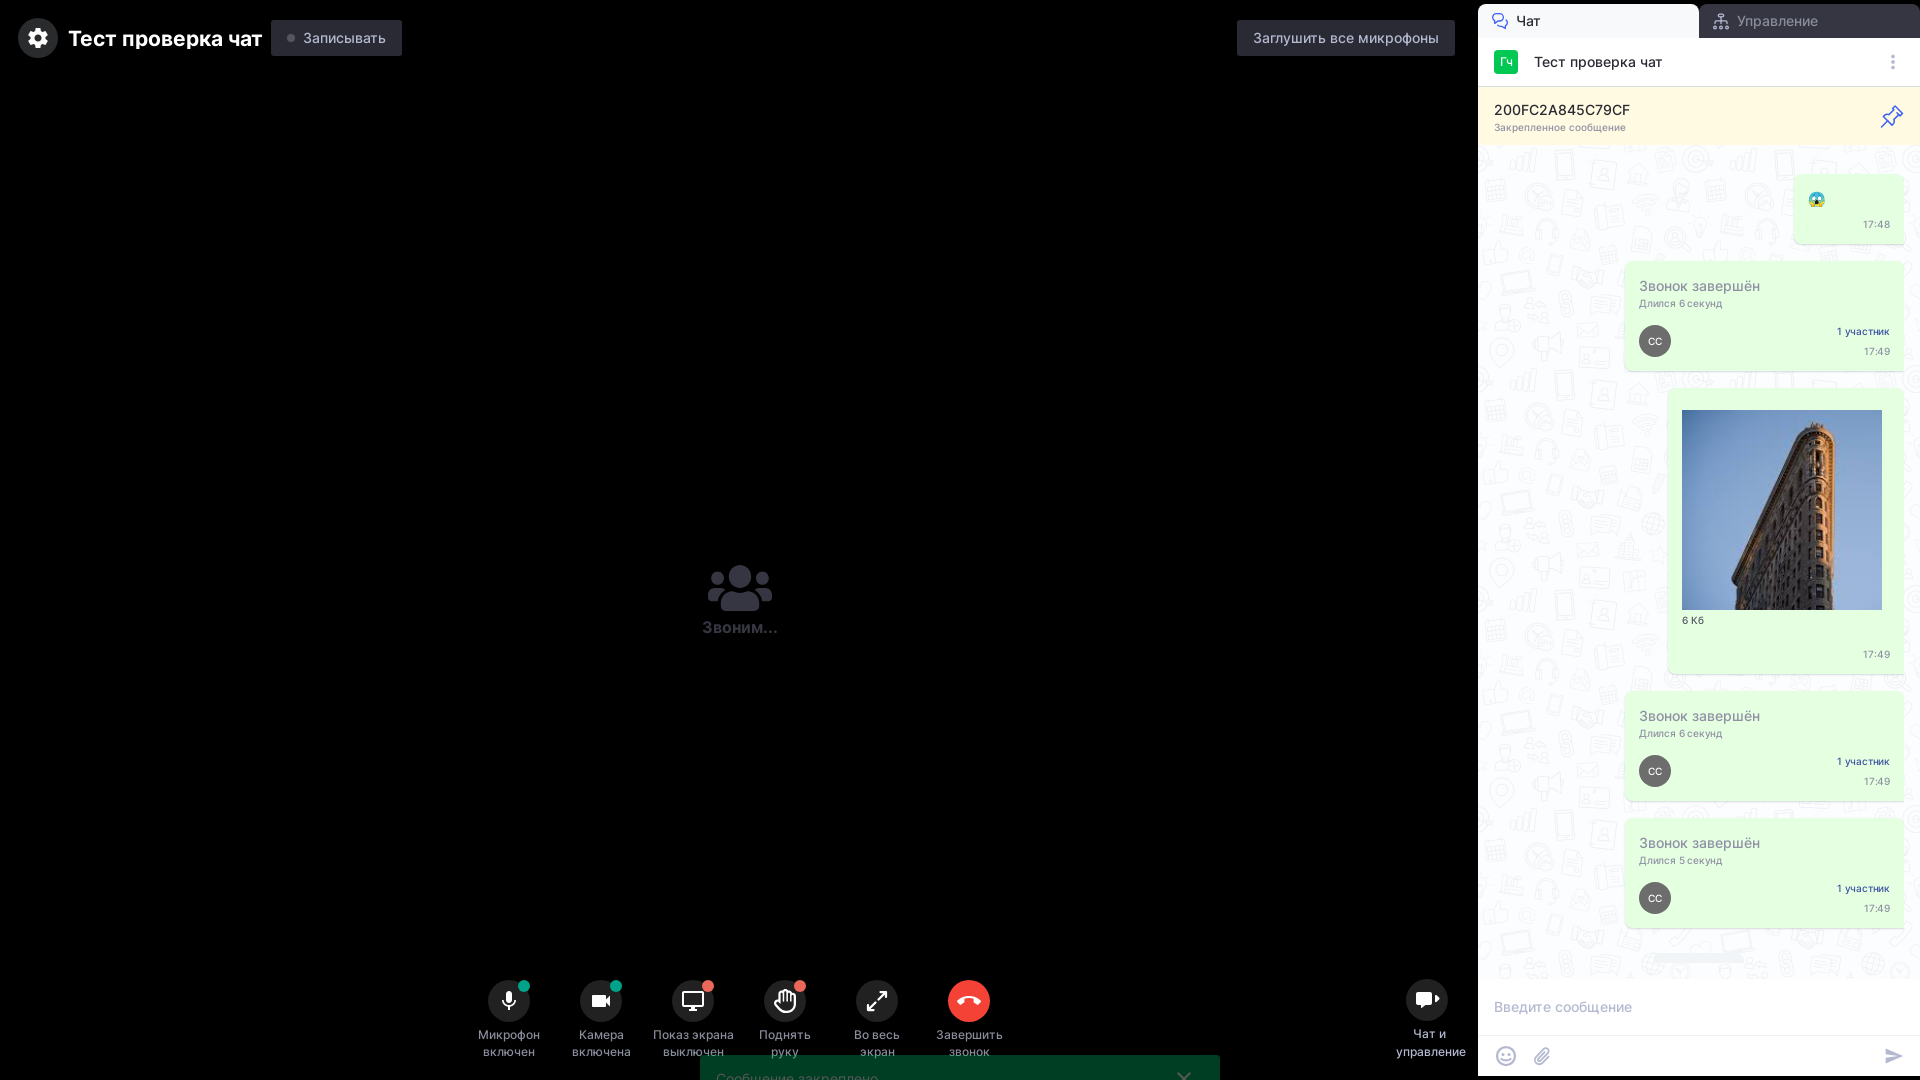 Тест проверка чат
Записывать
Заглушить все микрофоны
Чат
Управление
Гч
Тест проверка чат
200FC2A845C79CF
Закрепленное сообщение
17:48
Звонок завершён
Длился 6 секунд
СС
1 участник
17:49
6 Кб
17:49
Звонок завершён
Длился 6 секунд
СС
1 участник
17:49
Звонок завершён
Длился 5 секунд
СС
1 участник
17:49
Звоним...
Микрофон
включен
Камера
включена
Показ экрана
выключен
Поднять
руку
Во весь
экран
Завершить
звонок
Чат и
управление
Введите сообщение
Сообщение закреплено